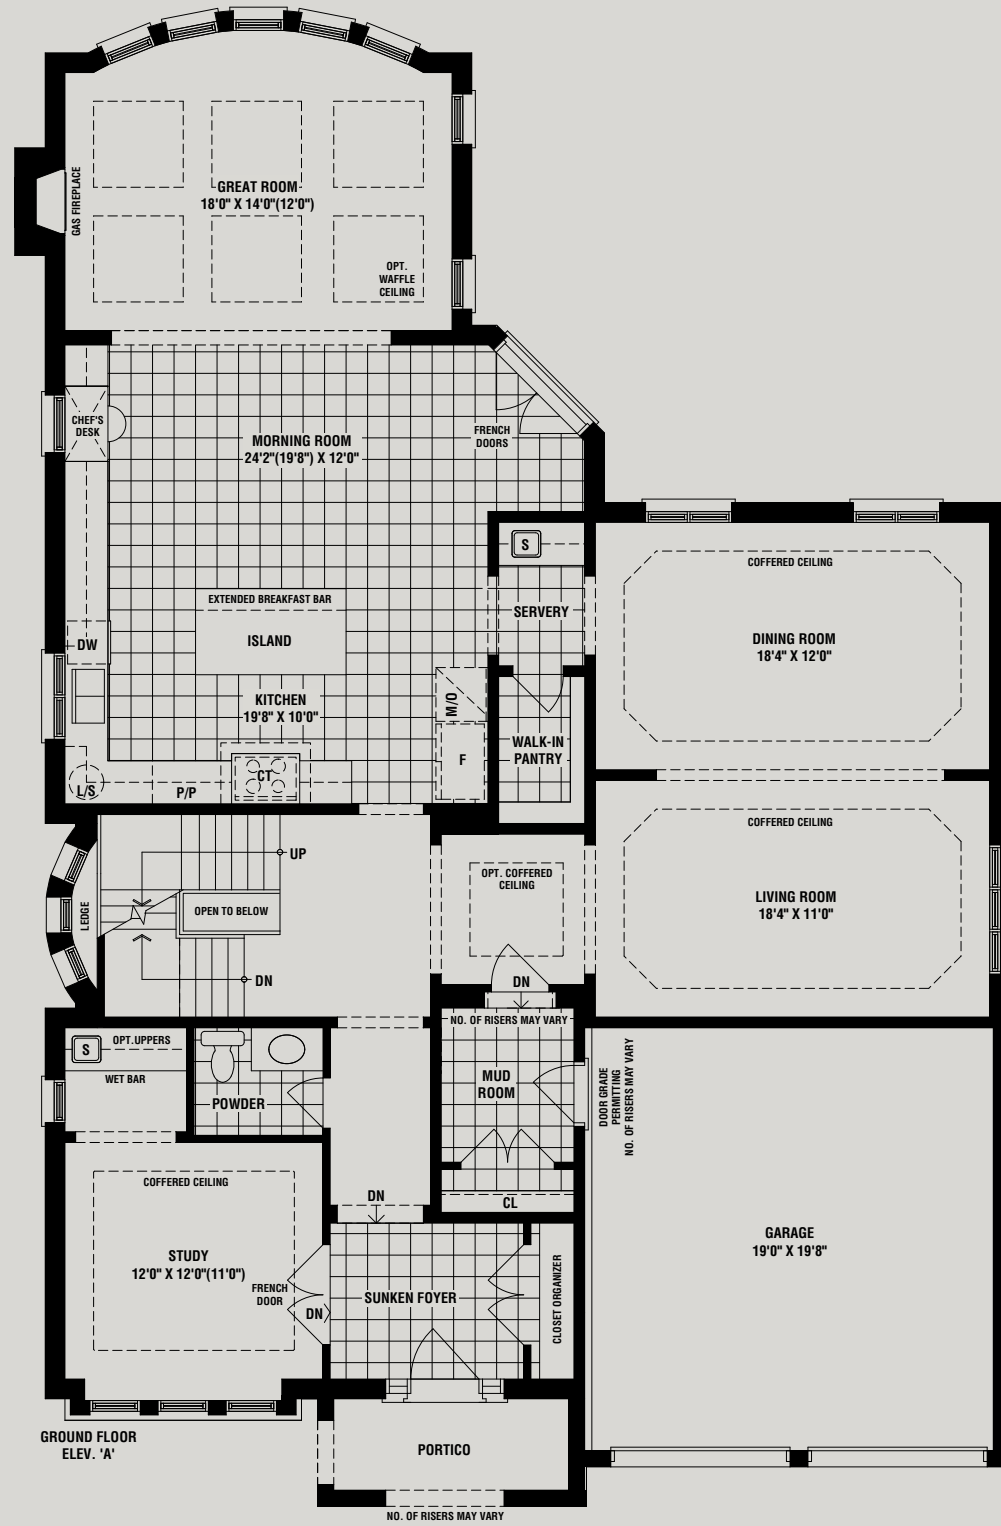 GAS FIREPLACE
GREAT ROOM
18'0" X 14'0"(12'0")
OPT.
WAFFLE
CEILING
CHEF'S
DESK
MORNING ROOM
24'2"(19'8") X 12'0"
FRENCH
DOORS
S
COFFERED CEILING
EXTENDED BREAKFAST BAR
ISLAND
SERVERY
DINING ROOM
18'4" X 12'0"
DW
KITCHEN
19'8" X 10'0"
M/O
F
WALK-IN
PANTRY
L/S
P/P
CT
COFFERED CEILING
UP
LEDGE
OPEN TO BELOW
OPT. COFFERED
CEILING
LIVING ROOM
18'4" X 11'0"
DN
DN
NO. OF RISERS MAY VARY
S
OPT.UPPERS
WET BAR
POWDER
MUD
ROOM
DOOR GRADE
PERMITTING
NO. OF RISERS MAY VARY
COFFERED CEILING
DN
CL
STUDY
12'0" X 12'0"(11'0")
FRENCH
DOOR
DN
SUNKEN FOYER
CLOSET ORGANIZER
GARAGE
19'0" X 19'8"
GROUND FLOOR
ELEV. 'A'
PORTICO
NO. OF RISERS MAY VARY